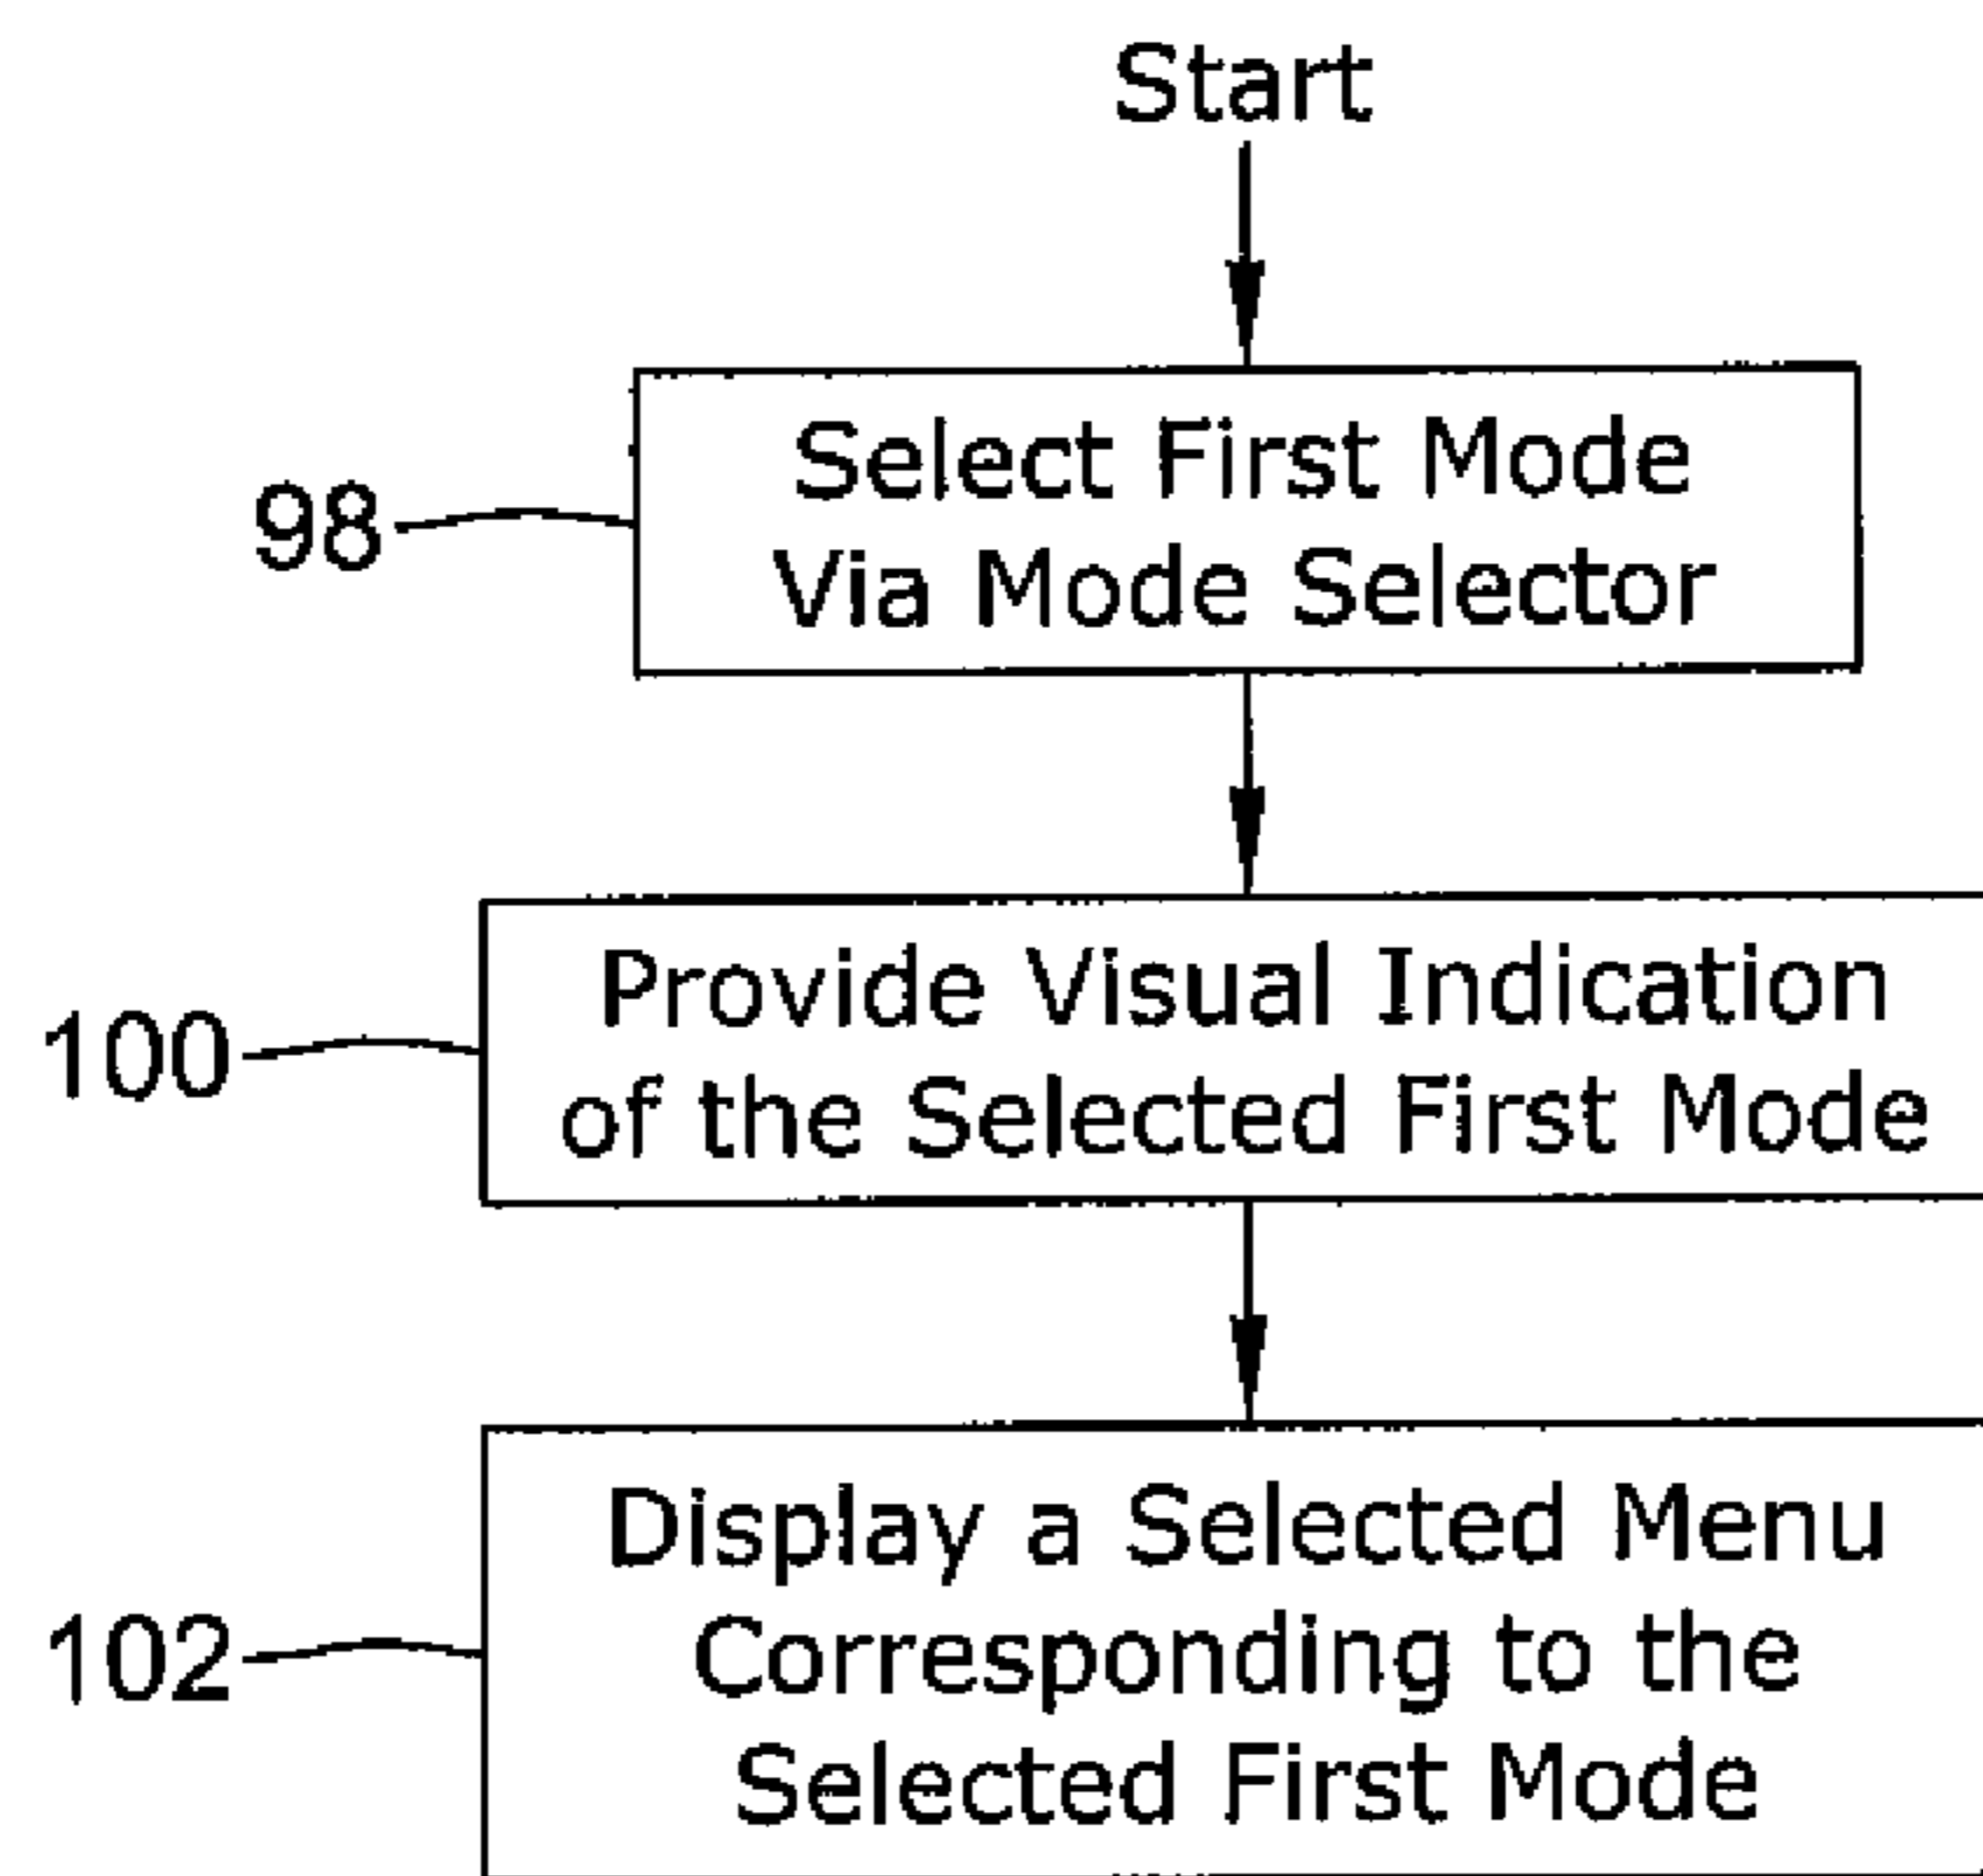 Start
98
Select First Mode
Via Mode Selector
100
Provide Visual Indication
of the Selected First Mode
102
Display a Selected Menu
Corresponding to the
Selected First Mode